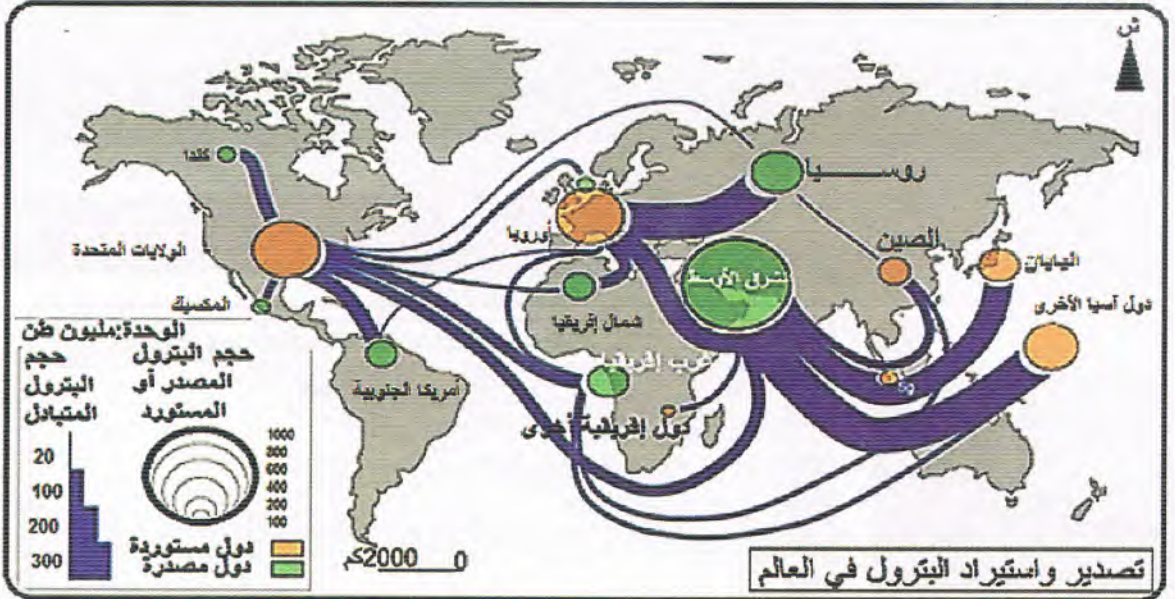 ش
كندا
روسيا
أوروبا
الصين
اليابان
الولايات المتحدة
الشرق الأوسط
دول آسيا الأخرى
المكسيك
شمال إفريقيا
غرب إفريقيا
أمريكا الجنوبية
دول إفريقية أخرى
الوحدة:مليون طن
حجم البترول المتبادل
20
100
200
300
حجم البترول المصدر أو المستورد
1000
800
600
400
200
100
دول مستوردة
دول مصدرة
2000كم
0
تصدير واستيراد البترول في العالم